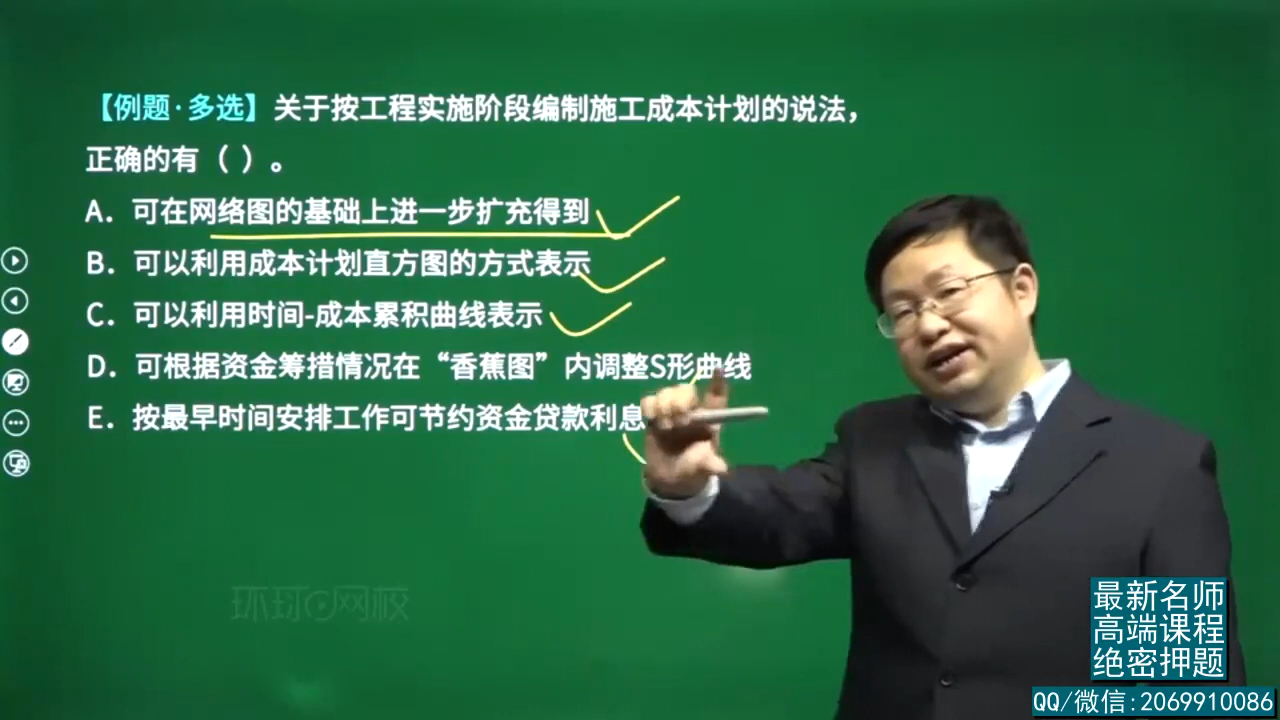 【例题·多选】关于按工程实施阶段编制施工成本计划的说法，
正确的有（ ）。
A．可在网络图的基础上进一步扩充得到
B．可以利用成本计划直方图的方式表示
C．可以利用时间-成本累积曲线表示
D．可根据资金筹措情况在“香蕉图”内调整S形曲线
E．按最早时间安排工作可节约资金贷款利息
环球网校
最新名师
高端课程
绝密押题
QQ/微信:2069910086